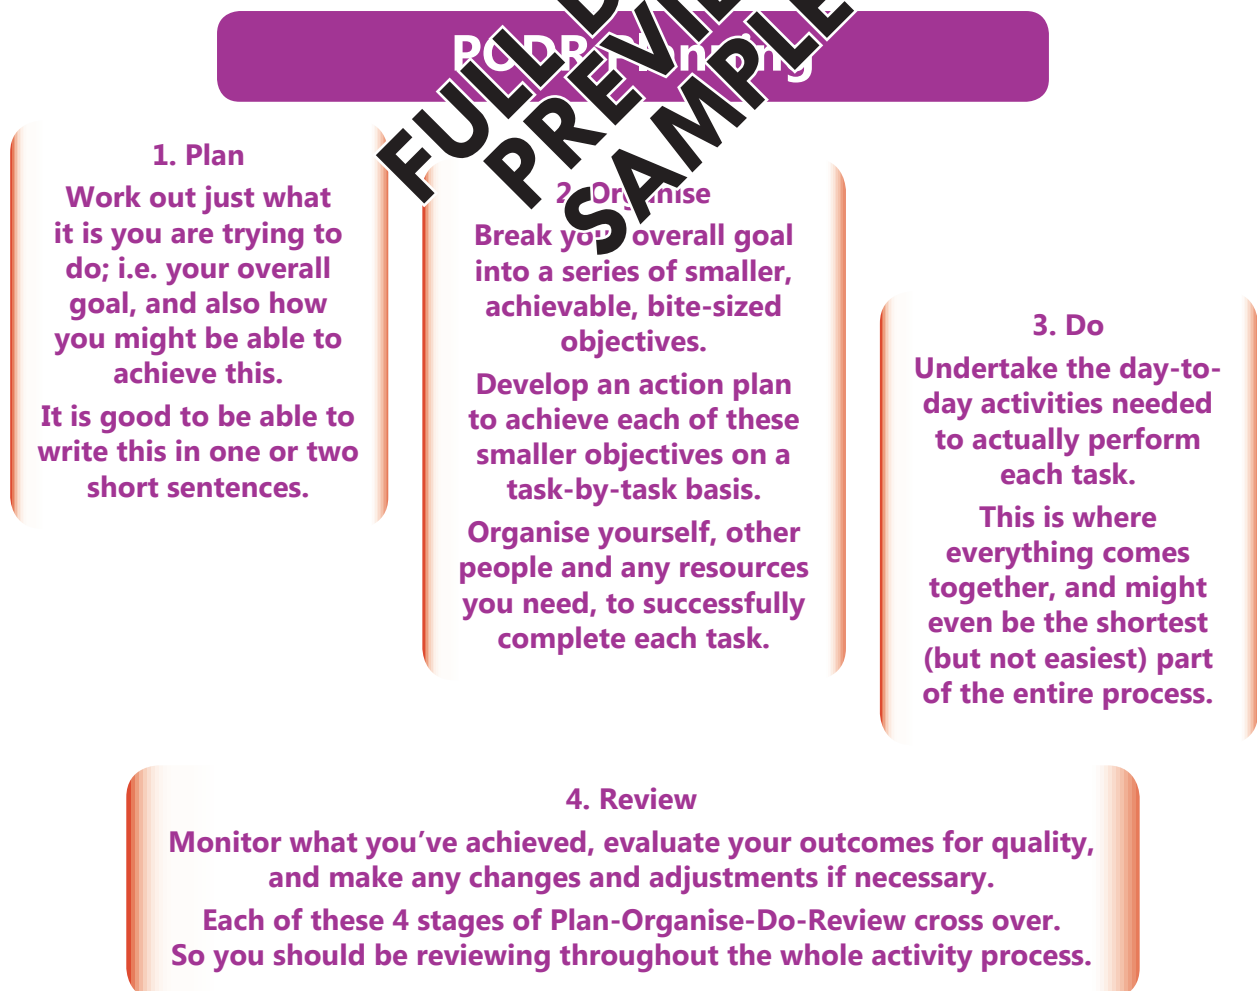 PODR Planning
FULL
PREVIEW
SAMPLE
1. Plan
Work out just what
it is you are trying to
do; i.e. your overall
goal, and also how
you might be able to
achieve this.
It is good to be able to
write this in one or two
short sentences.
2. Organise
Break your overall goal
into a series of smaller,
achievable, bite-sized
objectives.
Develop an action plan
to achieve each of these
smaller objectives on a
task-by-task basis.
Organise yourself, other
people and any resources
you need, to successfully
complete each task.
3. Do
Undertake the day-to-
day activities needed
to actually perform
each task.
This is where
everything comes
together, and might
even be the shortest
(but not easiest) part
of the entire process.
4. Review
Monitor what you’ve achieved, evaluate your outcomes for quality,
and make any changes and adjustments if necessary.
Each of these 4 stages of Plan-Organise-Do-Review cross over.
So you should be reviewing throughout the whole activity process.